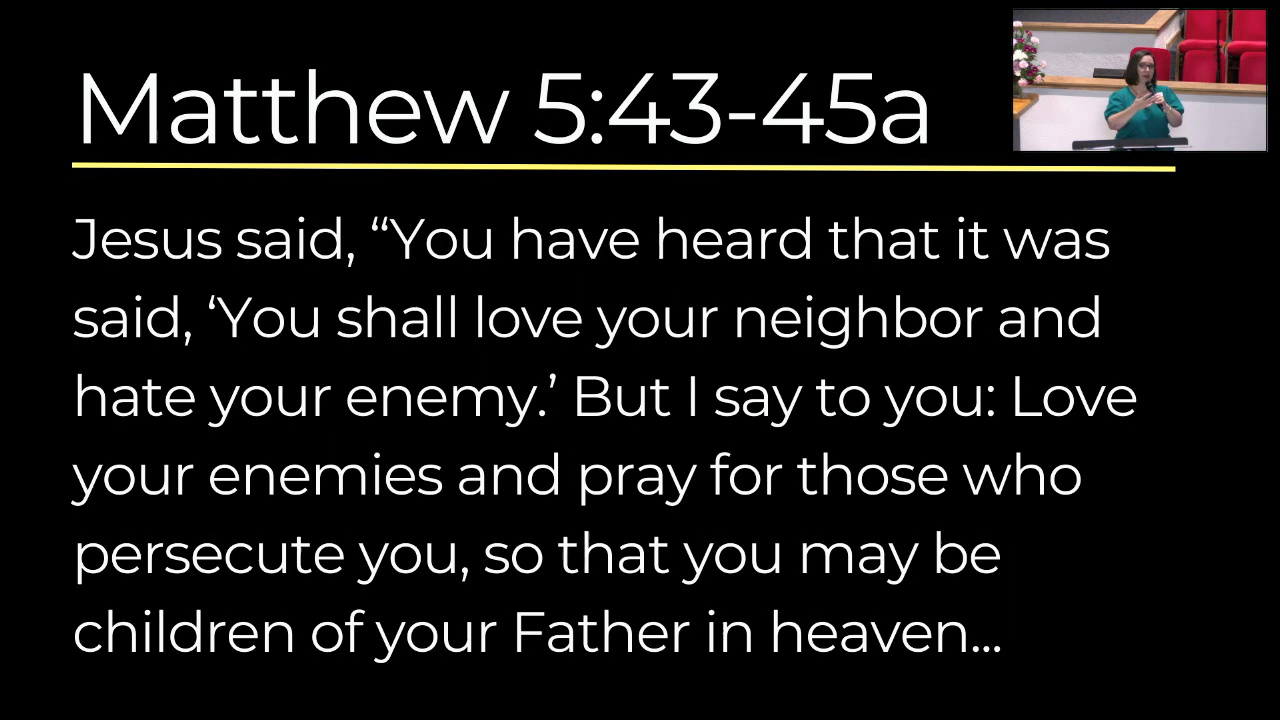 Matthew 5:43-45a
Jesus said, “You have heard that it was
said, ‘You shall love your neighbor and
hate your enemy.’ But I say to you: Love
your enemies and pray for those who
persecute you, so that you may be
children of your Father in heaven...